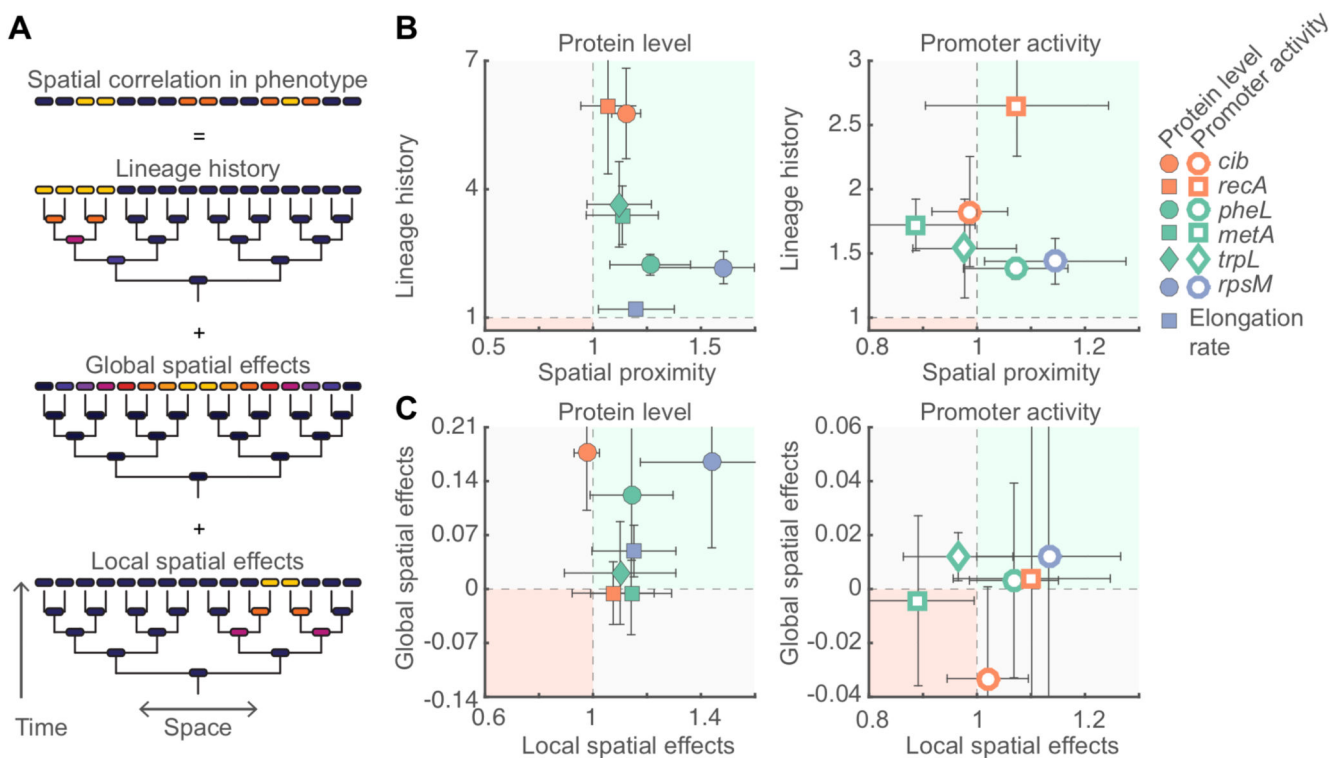 A
Spatial correlation in phenotype
=
Lineage history
+
Global spatial effects
+
Local spatial effects
Time
Space
B
Protein level
Lineage history
7
4
1
0.5
1
1.5
Spatial proximity
Promoter activity
Lineage history
3
2.5
2
1.5
1
0.8
1
1.2
Spatial proximity
Protein level
Promoter activity
cib
recA
pheL
metA
trpL
rpsM
Elongation
rate
C
Protein level
Global spatial effects
0.21
0.14
0.07
0
-0.07
-0.14
0.6
1
1.4
Local spatial effects
Promoter activity
Global spatial effects
0.06
0.04
0.02
0
-0.02
-0.04
0.8
1
1.2
Local spatial effects